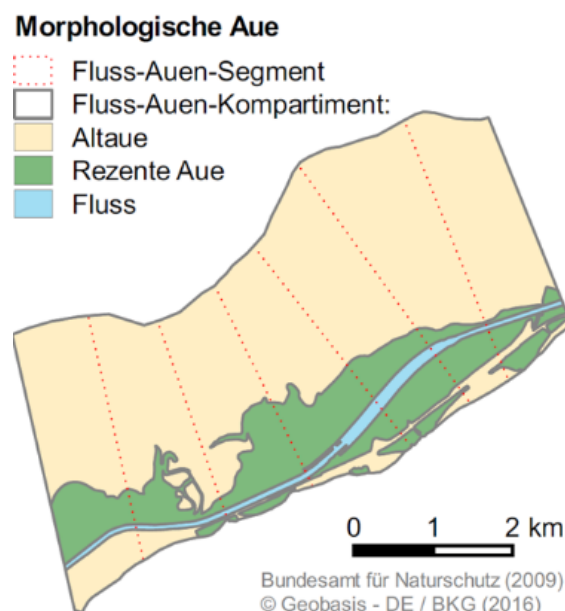 Morphologische Aue
Fluss-Auen-Segment
Fluss-Auen-Kompartiment:
Altaue
Rezente Aue
Fluss
0 1 2 km
Bundesamt für Naturschutz (2009)
© Geobasis - DE / BKG (2016)